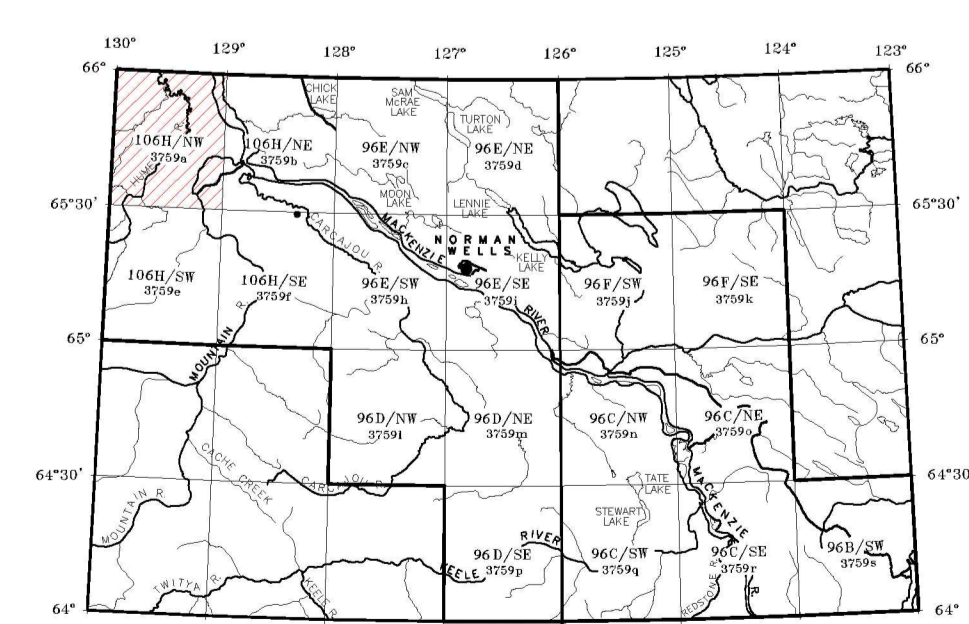 130° 129° 128° 127° 126° 125° 124° 123°
66° 66°
CHICK
LAKE
SAM
McRAE
LAKE
TURTON
LAKE
106H/NW
3759a
106H/NE
3759b
96E/NW
3759c
96E/NE
3759d
HUME R.
MOON
LAKE
LENNIE
LAKE
65°30' 65°30'
CARCAJOU R.
MACKENZIE
NORMAN
WELLS
KELLY
LAKE
106H/SW
3759e
106H/SE
3759f
96E/SW
3759h
96E/SE
3759i
96F/SW
3759j
96F/SE
3759k
RIVER
65° 65°
MOUNTAIN R.
96D/NW
3759l
96D/NE
3759m
96C/NW
3759n
96C/NE
3759o
CACHE CREEK
CARCAJOU R.
64°30' 64°30'
TATE
LAKE
MACKENZIE
R.
MOUNTAIN R.
STEWART
LAKE
96D/SE
3759p
RIVER
96C/SW
3759q
96C/SE
3759r
96B/SW
3759s
KEELE
TWITYA R.
KEELE R.
REDSTONE R.
64° 64°